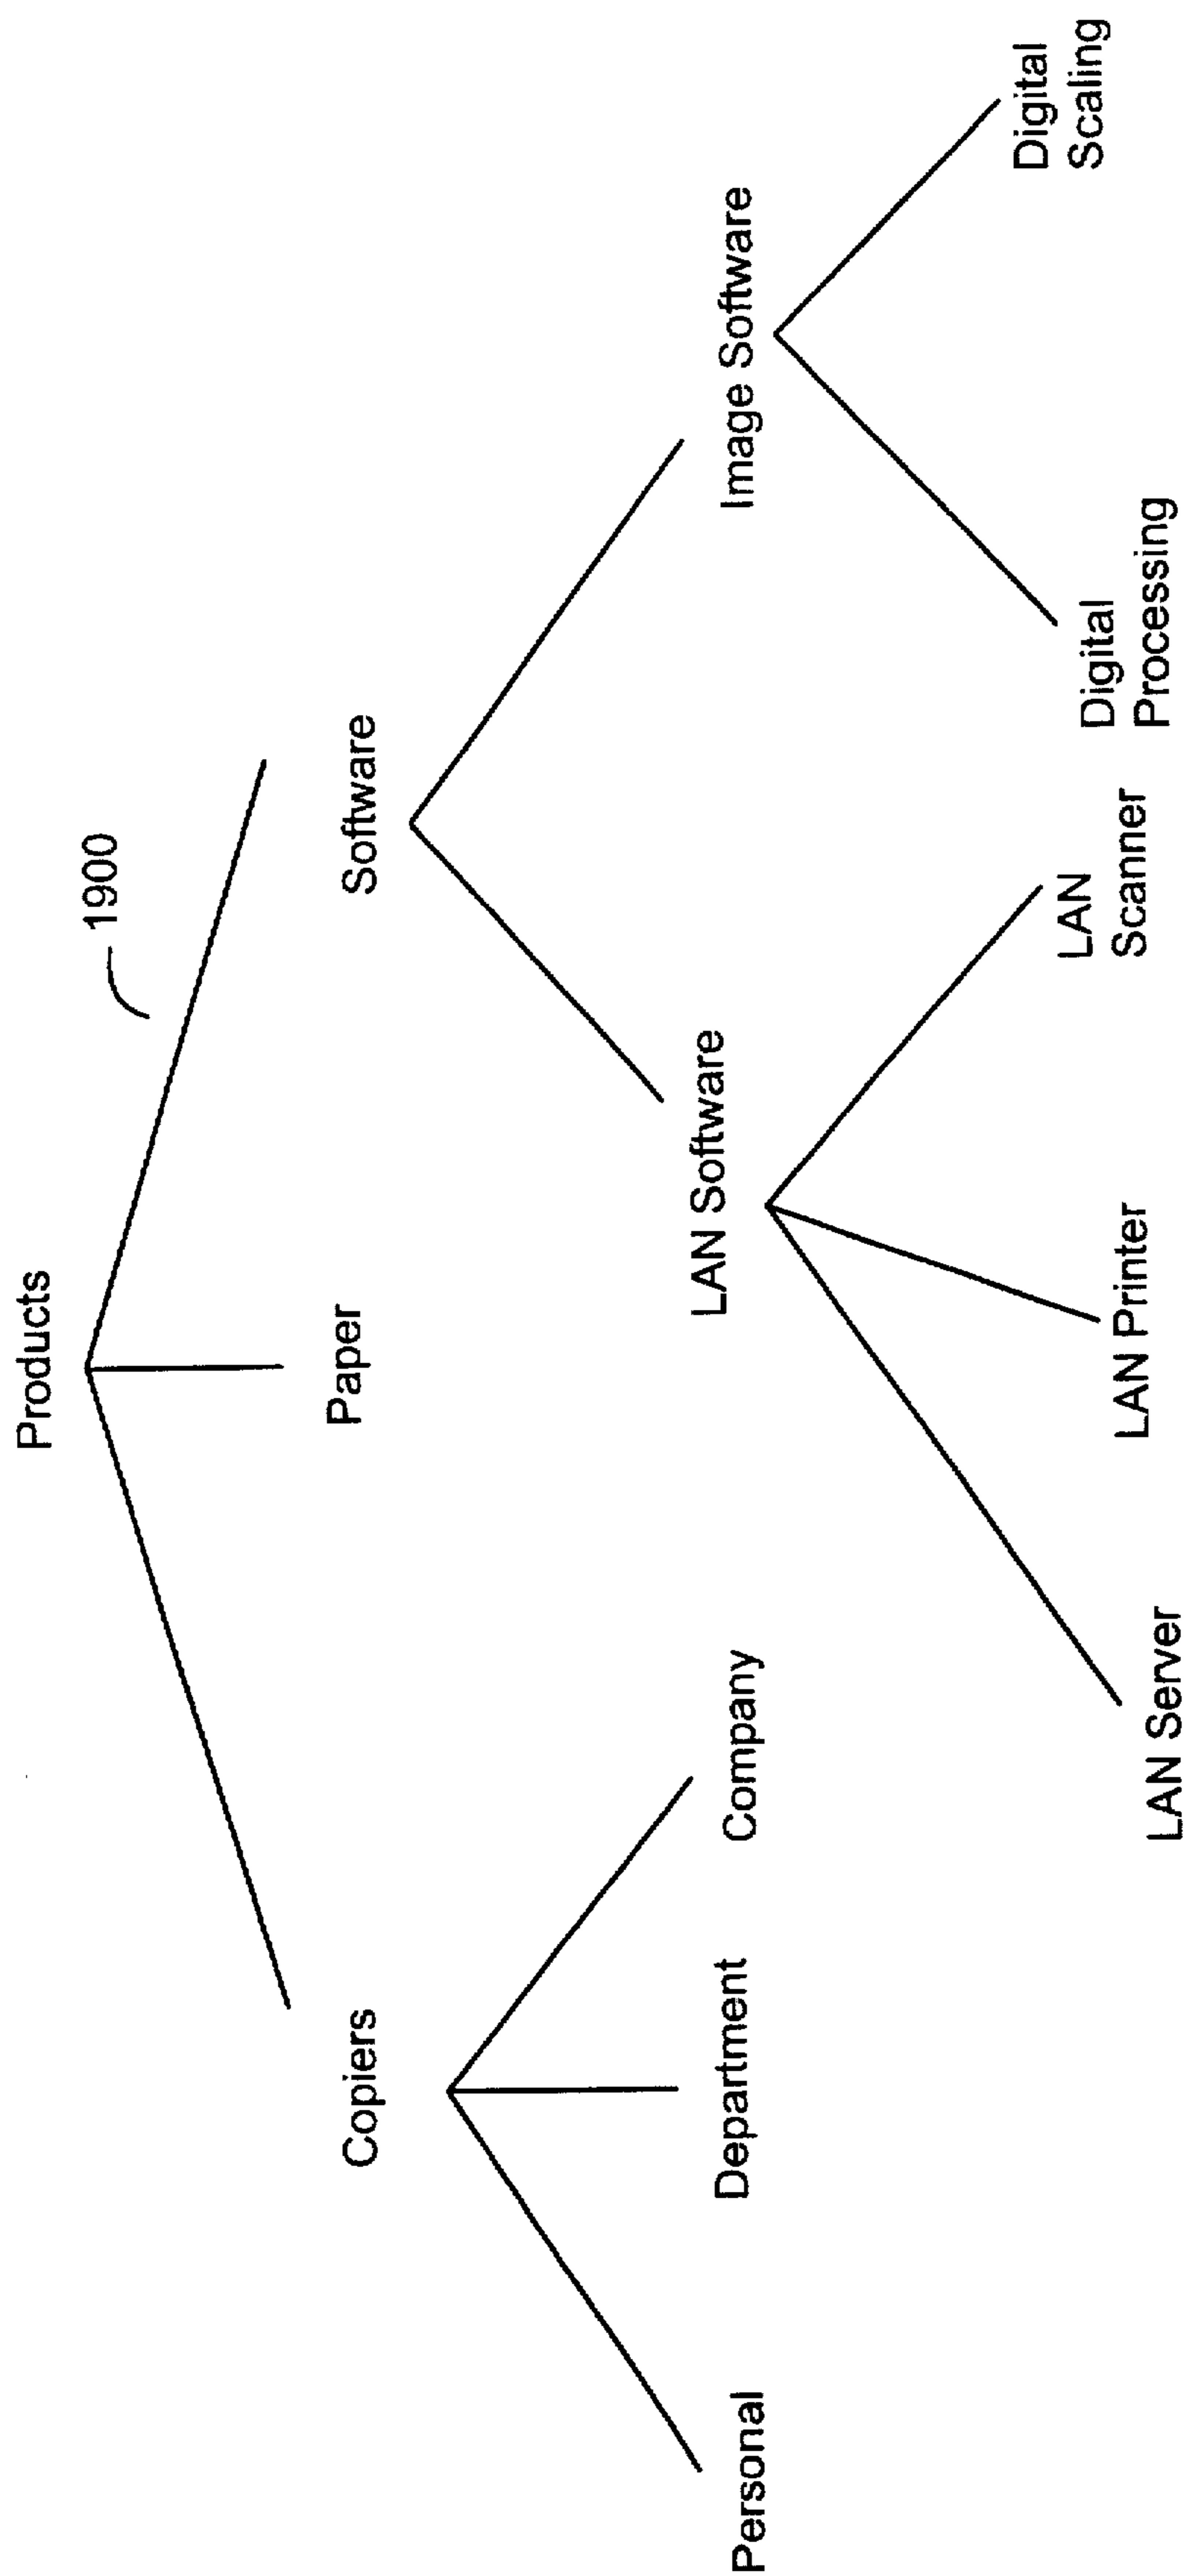 1900
Products
Copiers
Paper
Software
Personal
Department
Company
LAN Software
Image Software
LAN Server
LAN Printer
LAN
Scanner
Digital
Processing
Digital
Scaling